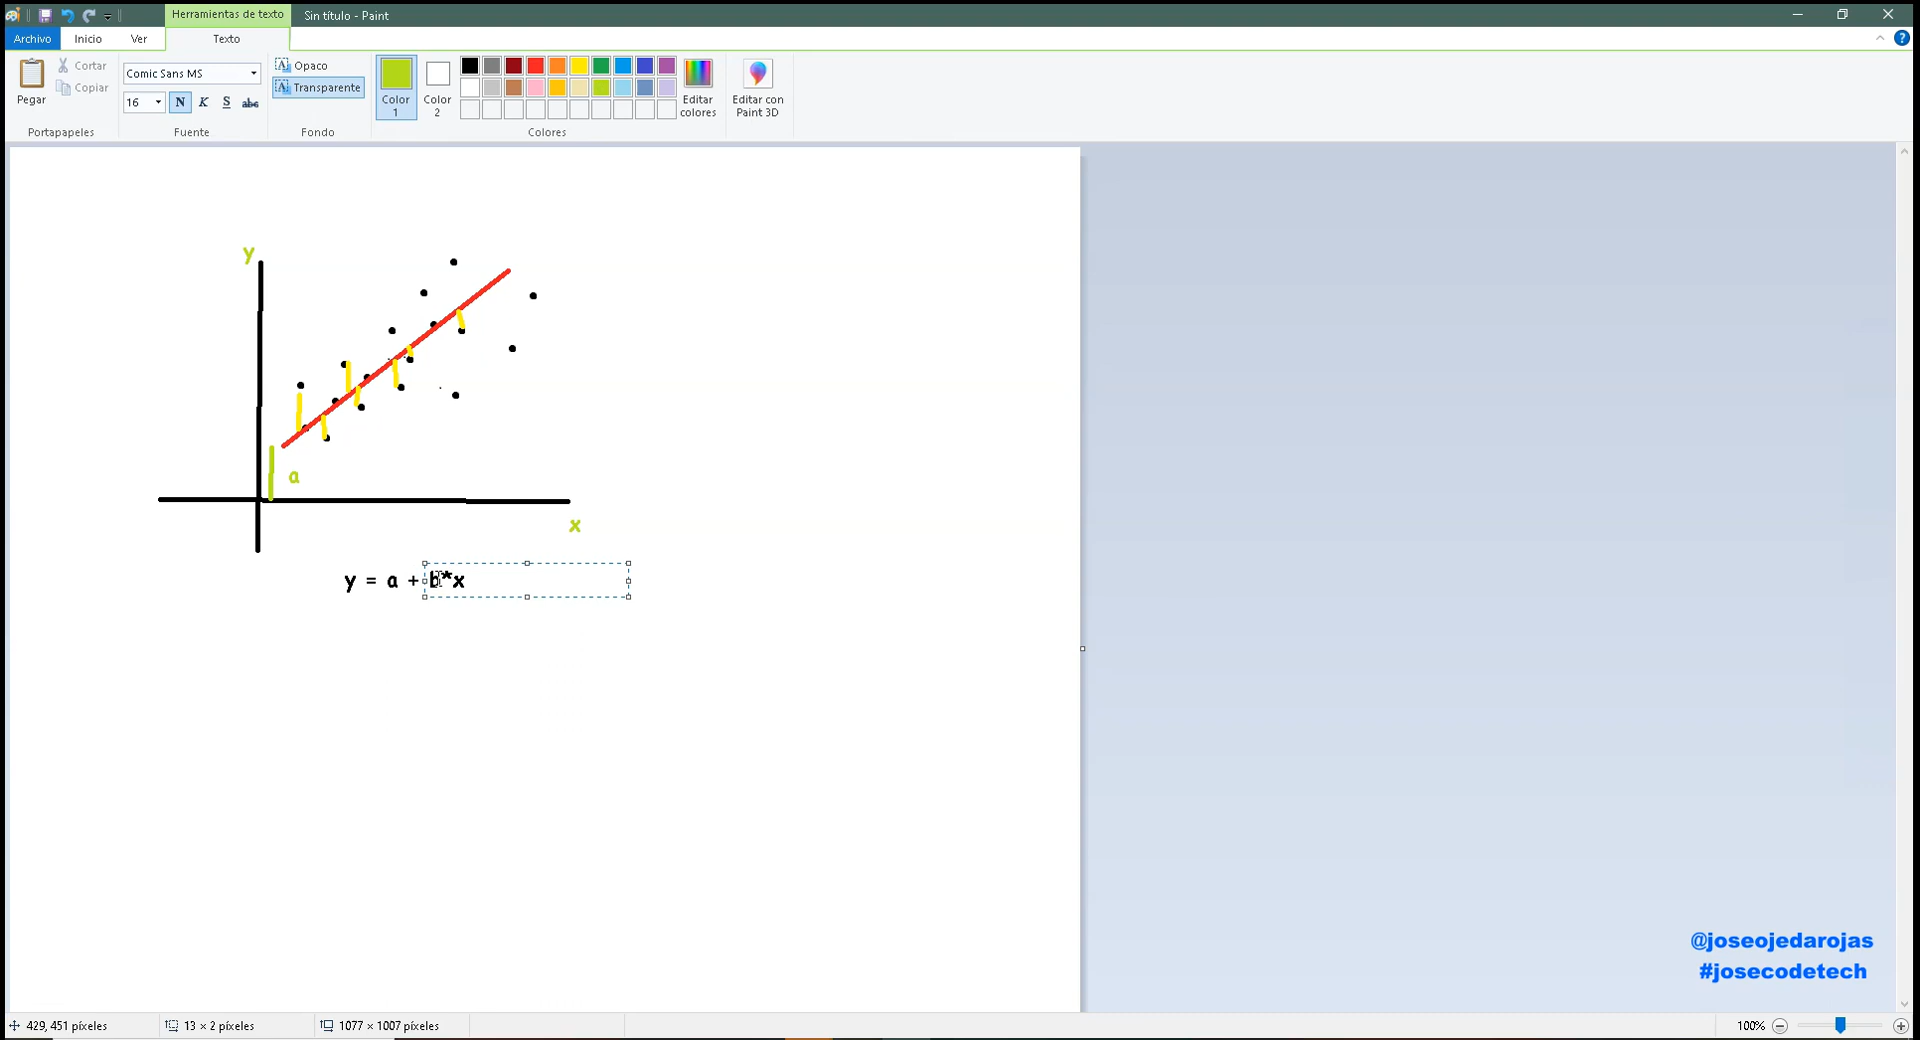 Herramientas de texto
Sin título - Paint
Archivo
Inicio
Ver
Texto
Pegar
Cortar
Copiar
Portapapeles
Comic Sans MS
16
N K S abc
Fuente
Opaco
Transparente
Fondo
Color 1
Color 2
Editar colores
Colores
Editar con Paint 3D
y
a
x
y = a + b*x
@joseojedarojas
#josecodetech
429, 451 píxeles
13 × 2 píxeles
1077 × 1007 píxeles
100%